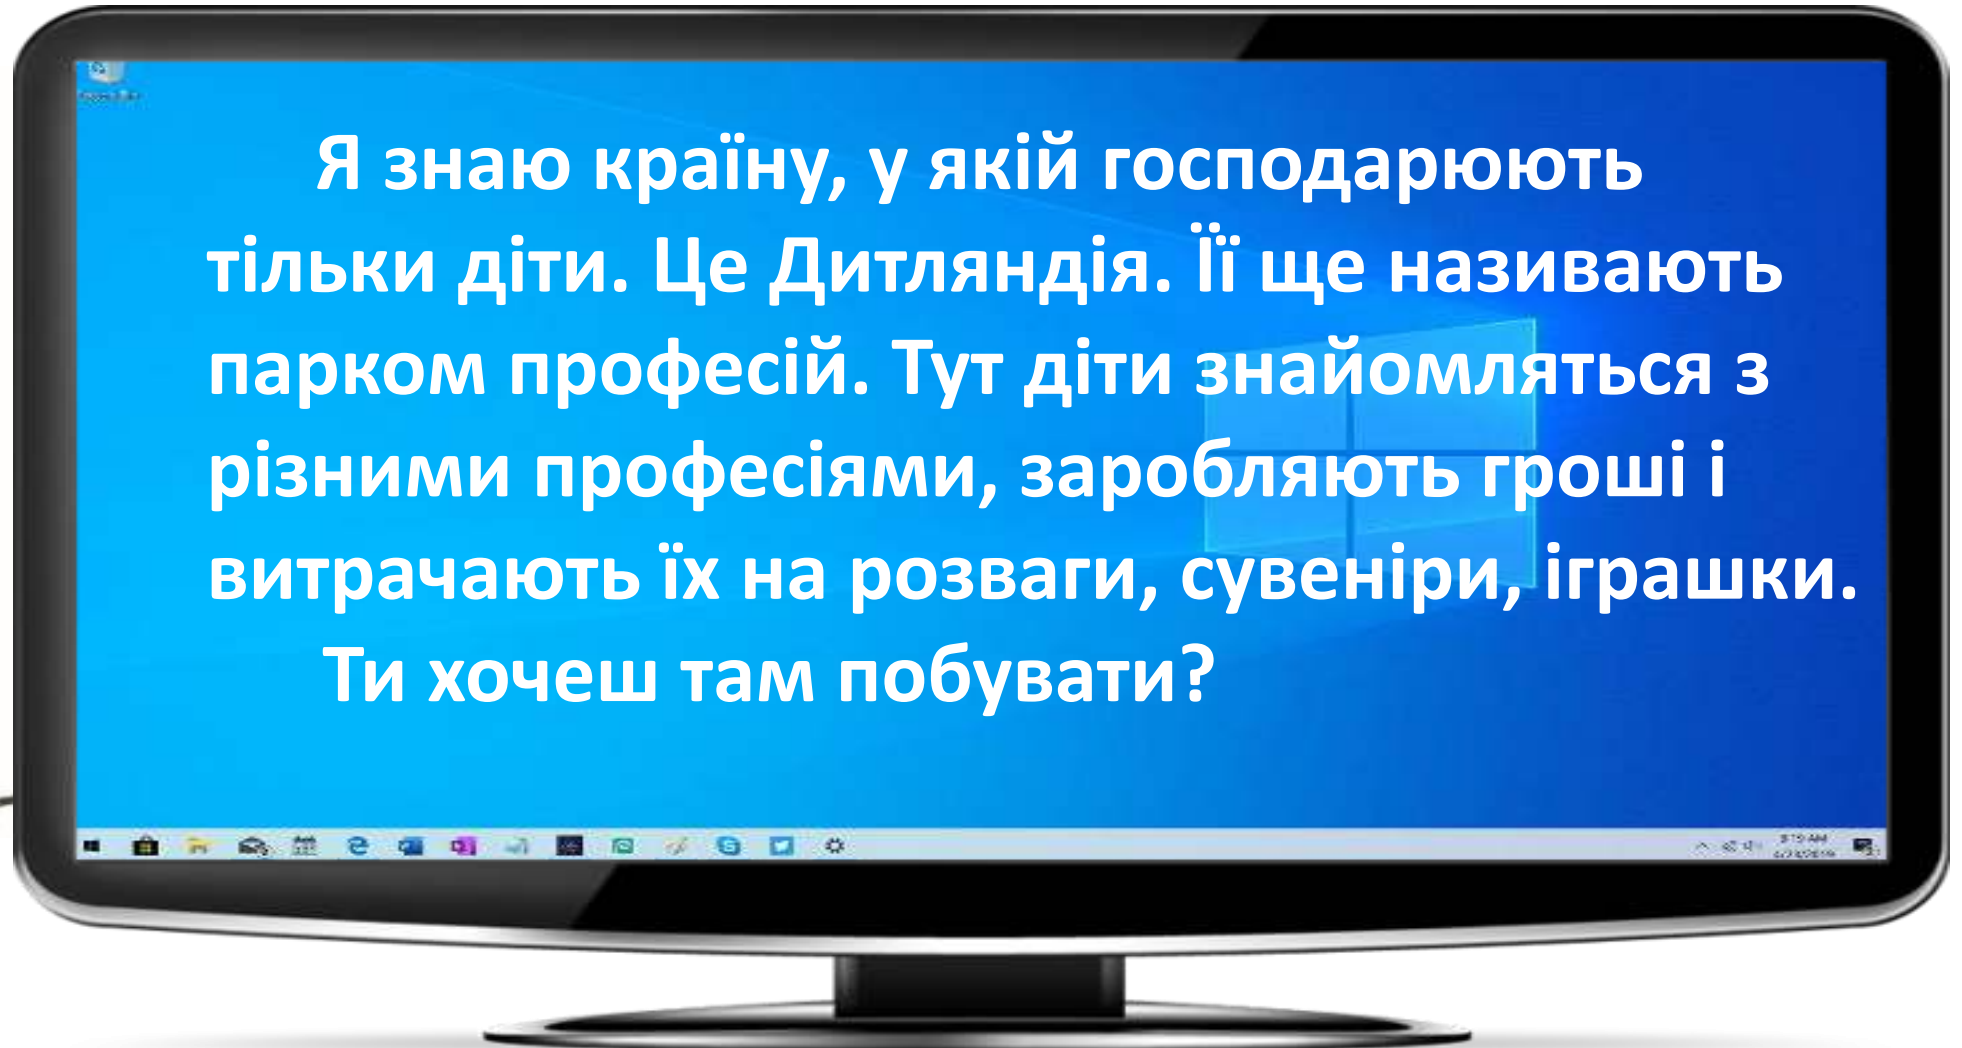 Я знаю країну, у якій господарюють
тільки діти. Це Дитляндія. Її ще називають
парком професій. Тут діти знайомляться з
різними професіями, заробляють гроші і
витрачають їх на розваги, сувеніри, іграшки.
Ти хочеш там побувати?